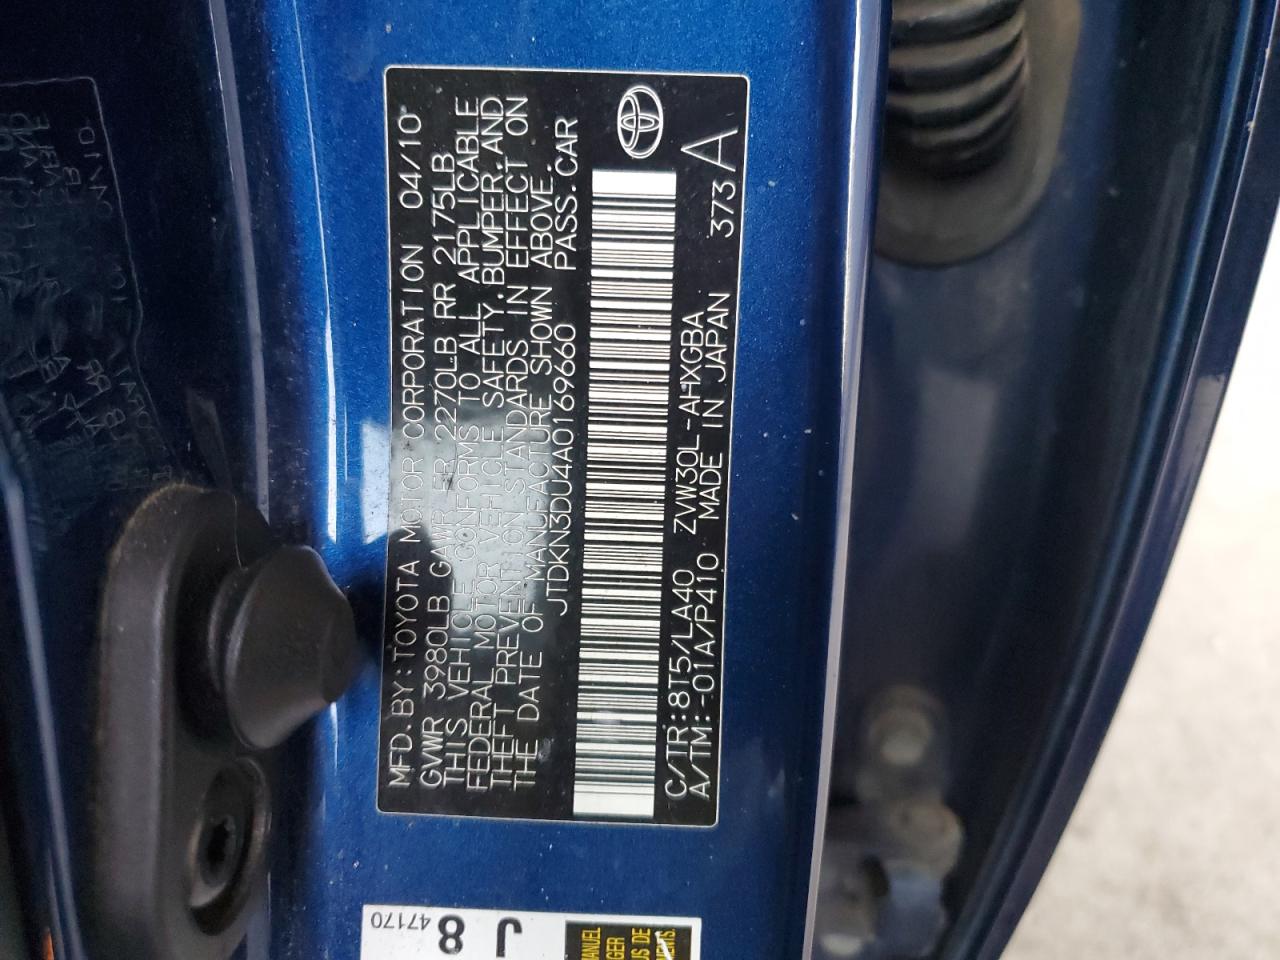 MFD.BY:TOYOTA MOTOR CORPORATION 04/10
GVWR 3980LB GAWR FR 2270LB RR 2175LB
THIS VEHICLE CONFORMS TO ALL APPLICABLE
FEDERAL MOTOR VEHICLE SAFETY,BUMPER,AND
THEFT PREVENTION STANDARDS IN EFFECT ON
THE DATE OF MANUFACTURE SHOWN ABOVE.
JTDKN3DU4A0169660 PASS.CAR
C/TR:8T5/LA40 ZVW30L-AHXGBA
A/TM:-01A/P410 MADE IN JAPAN 373 A
J 8
47170
MANUEL